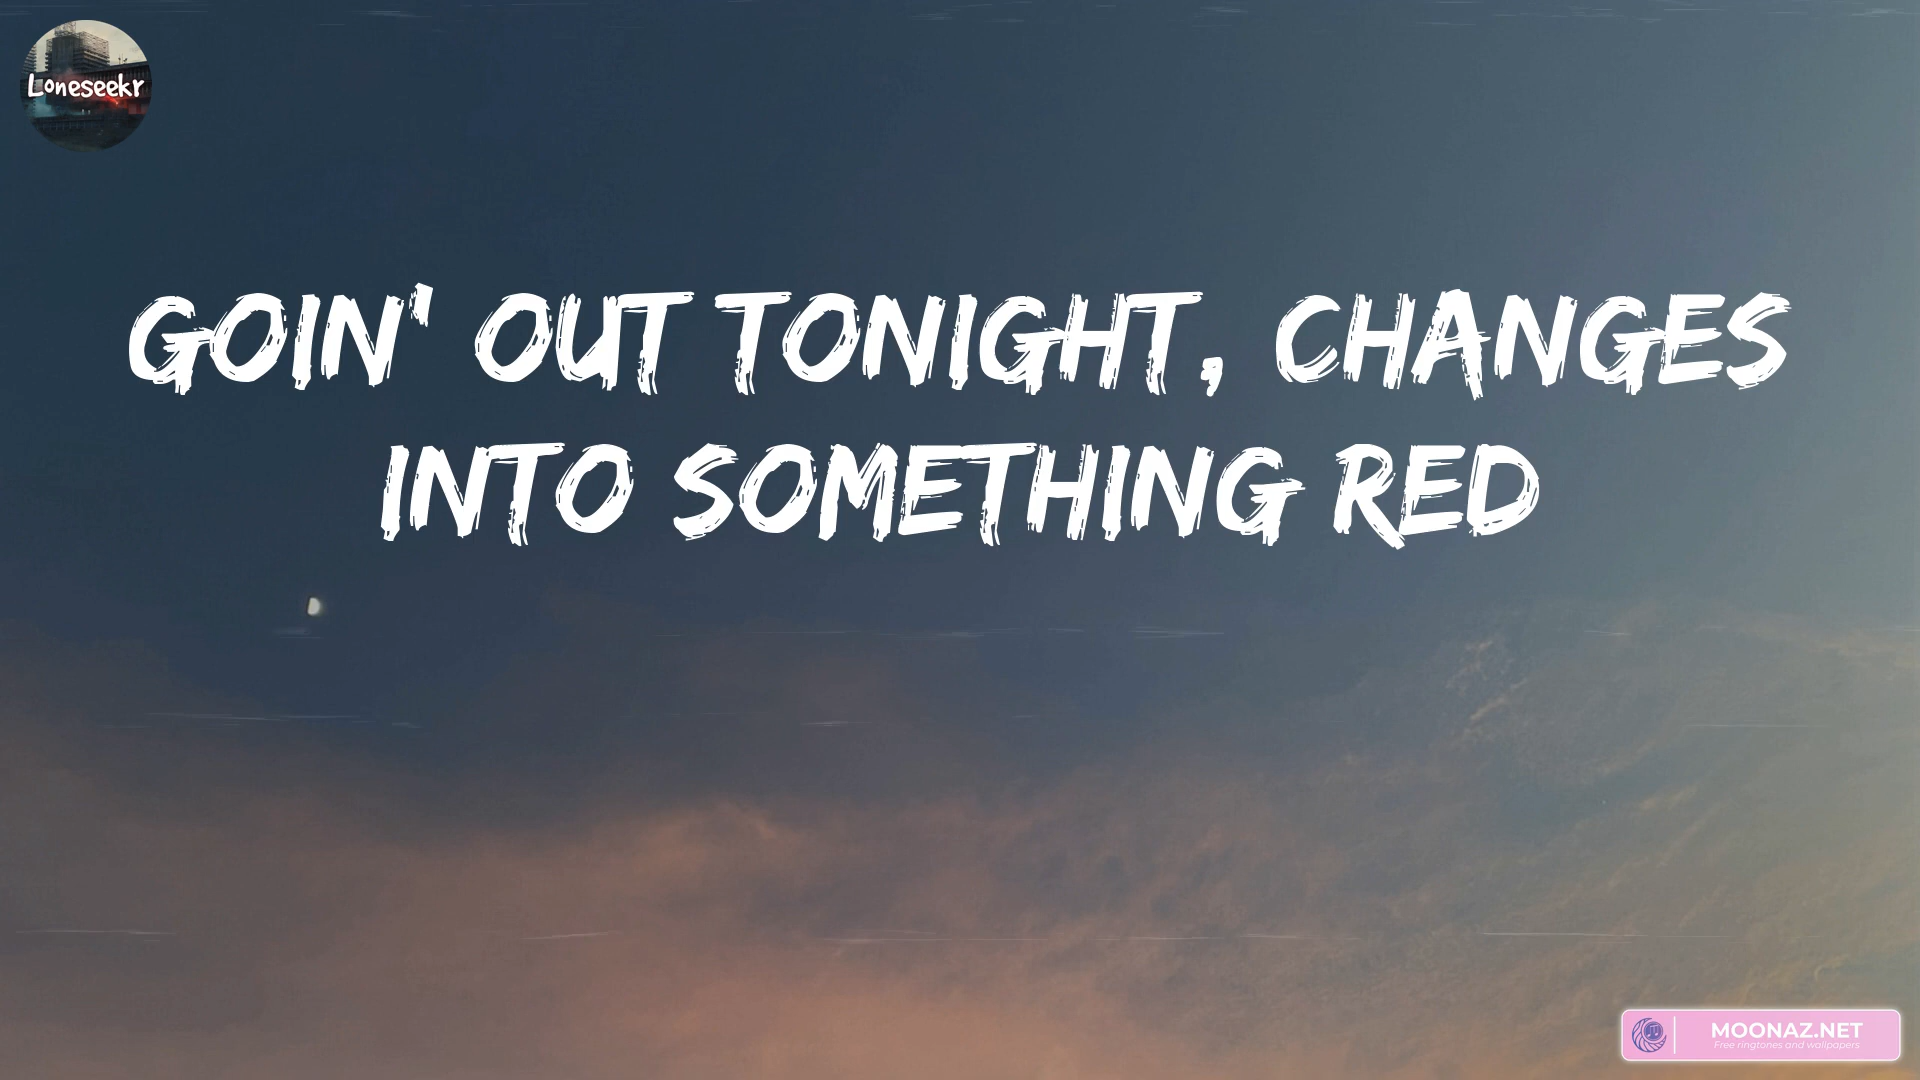 Loneseekr
GOIN' OUT TONIGHT, CHANGES
INTO SOMETHING RED
MOONAZ.NET
Free ringtones and wallpapers